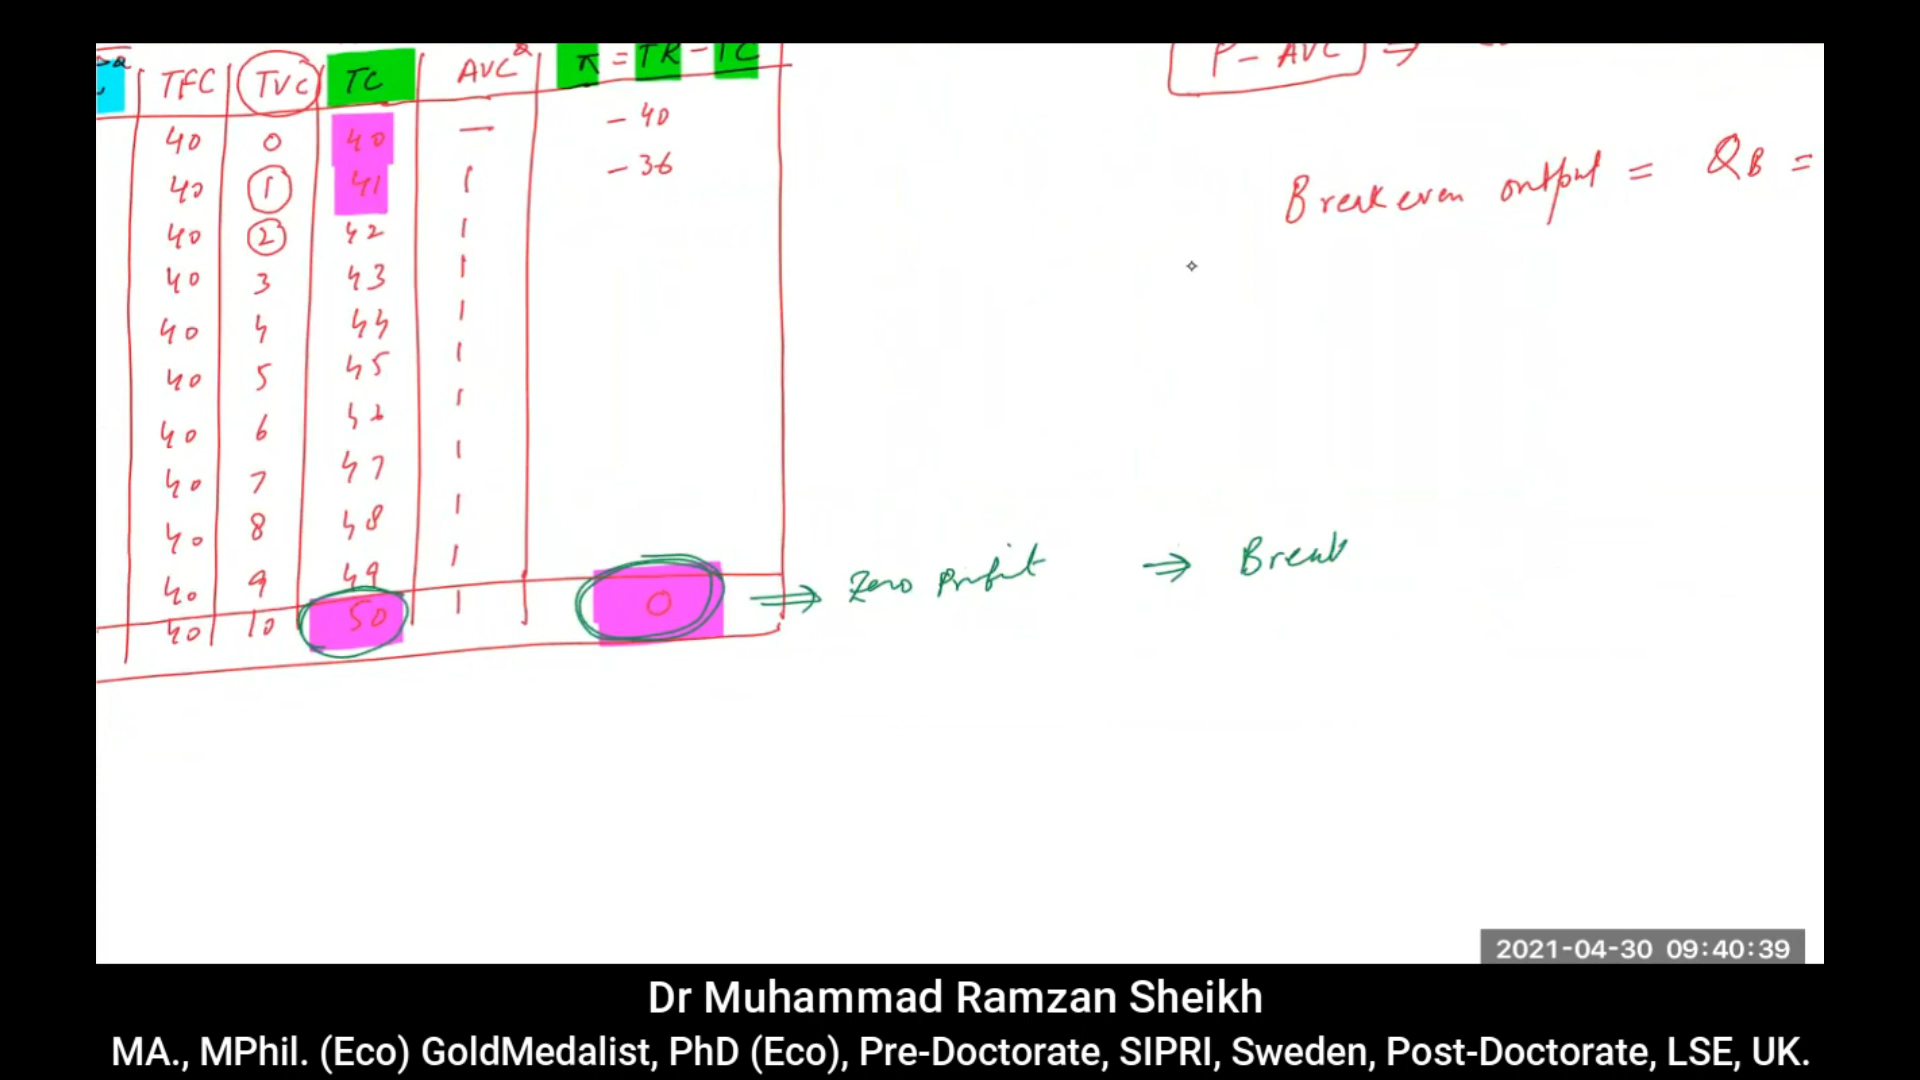 TFC TVC TC AVC π = TR - TC
40 0 40 — - 40
40 1 41 1 - 36
40 2 42 1
40 3 43 1
40 4 44 1
40 5 45 1
40 6 46 1
40 7 47 1
40 8 48 1
40 9 49 1
40 10 50 1 0 ⇒ Zero Profit ⇒ Break
P - AVC ⇒
Break even output = QB =
2021-04-30 09:40:39
Dr Muhammad Ramzan Sheikh
MA., MPhil. (Eco) GoldMedalist, PhD (Eco), Pre-Doctorate, SIPRI, Sweden, Post-Doctorate, LSE, UK.